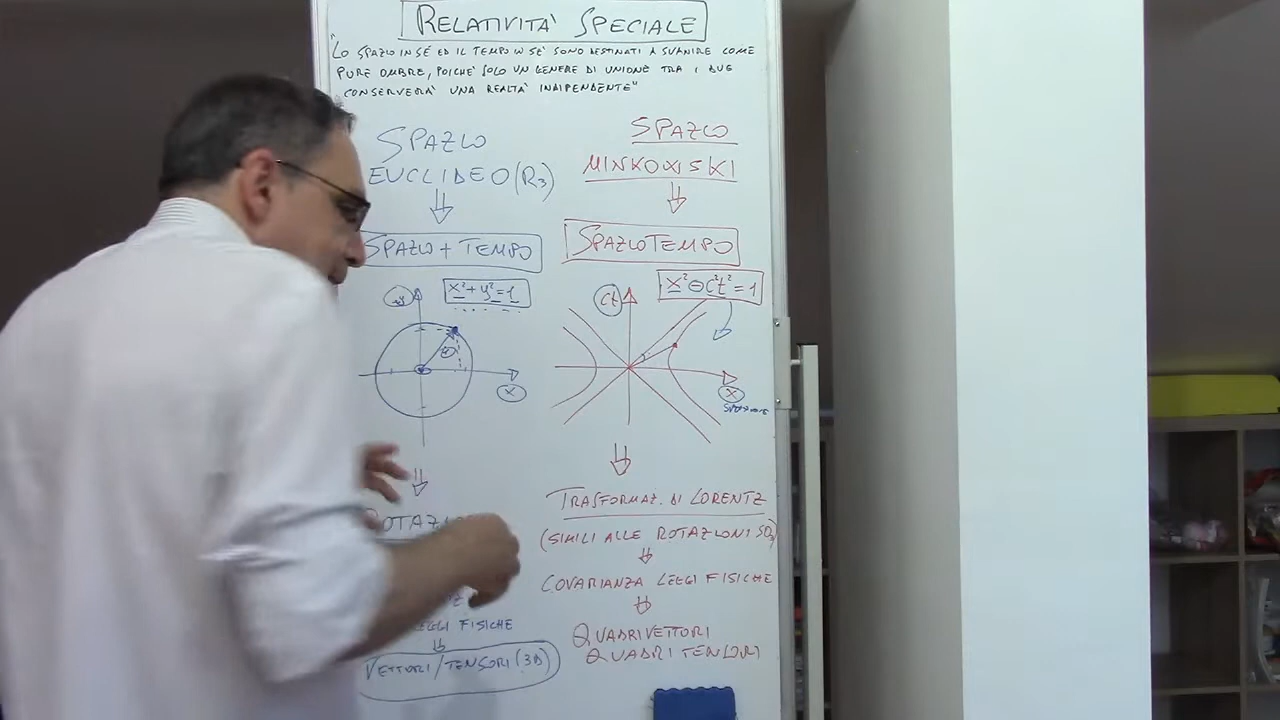 RELATIVITÀ SPECIALE
"LO SPAZIO IN SÉ ED IL TEMPO IN SÉ SONO DESTINATI A SVANIRE COME
PURE OMBRE, POICHÉ SOLO UN GENERE DI UNIONE TRA I DUE
CONSERVERÀ UNA REALTÀ INDIPENDENTE"
SPAZIO
EUCLIDEO (R3)
⇓
SPAZIO + TEMPO
y
x²+y²=1
x
⇓
ROTAZIO
LEGGI FISICHE
⇓
VETTORI/TENSORI (3D)
SPAZIO
MINKOWSKI
⇓
SPAZIOTEMPO
ct
x²⊖c²t²=1
x
⇓
TRASFORMAZ. DI LORENTZ
(SIMILI ALLE ROTAZIONI SO3)
⇓
COVARIANZA LEGGI FISICHE
⇓
QUADRIVETTORI
QUADRITENSORI